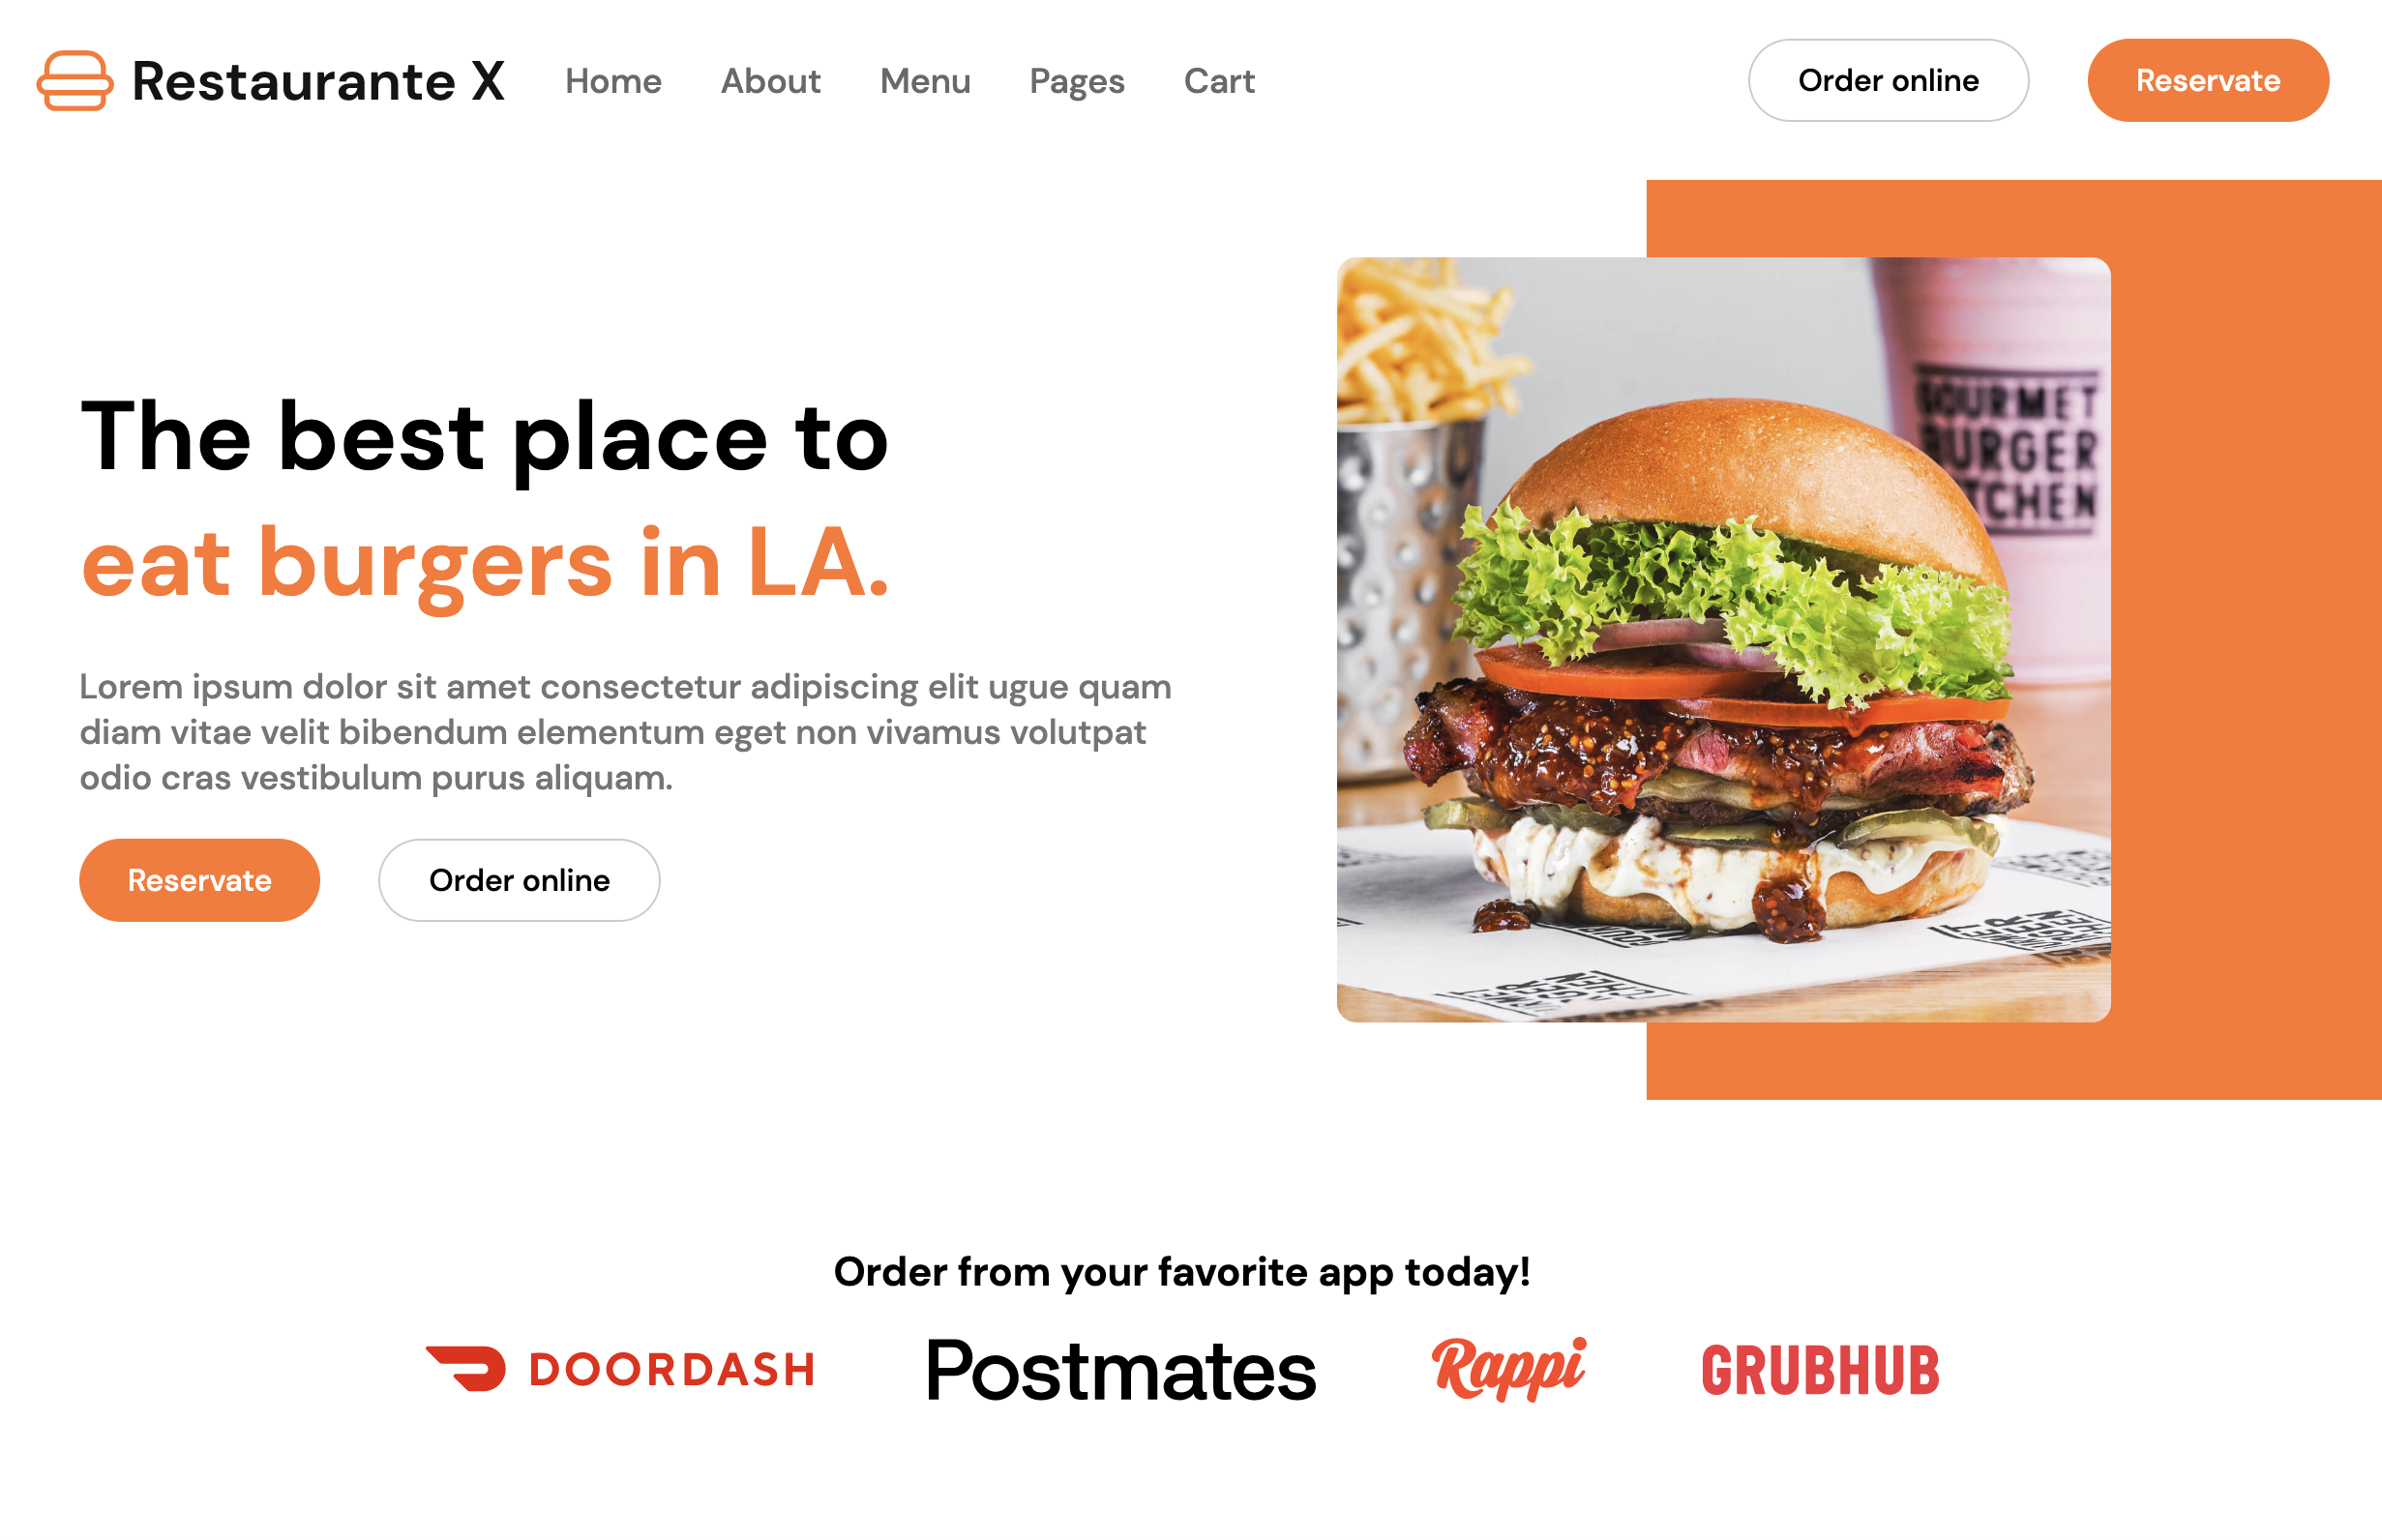 Restaurante X
Home
About
Menu
Pages
Cart
Order online
Reservate
The best place to
eat burgers in LA.
Lorem ipsum dolor sit amet consectetur adipiscing elit ugue quam
diam vitae velit bibendum elementum eget non vivamus volutpat
odio cras vestibulum purus aliquam.
Reservate
Order online
GOURMET
BURGER
Order from your favorite app today!
DOORDASH
Postmates
Rappi
GRUBHUB